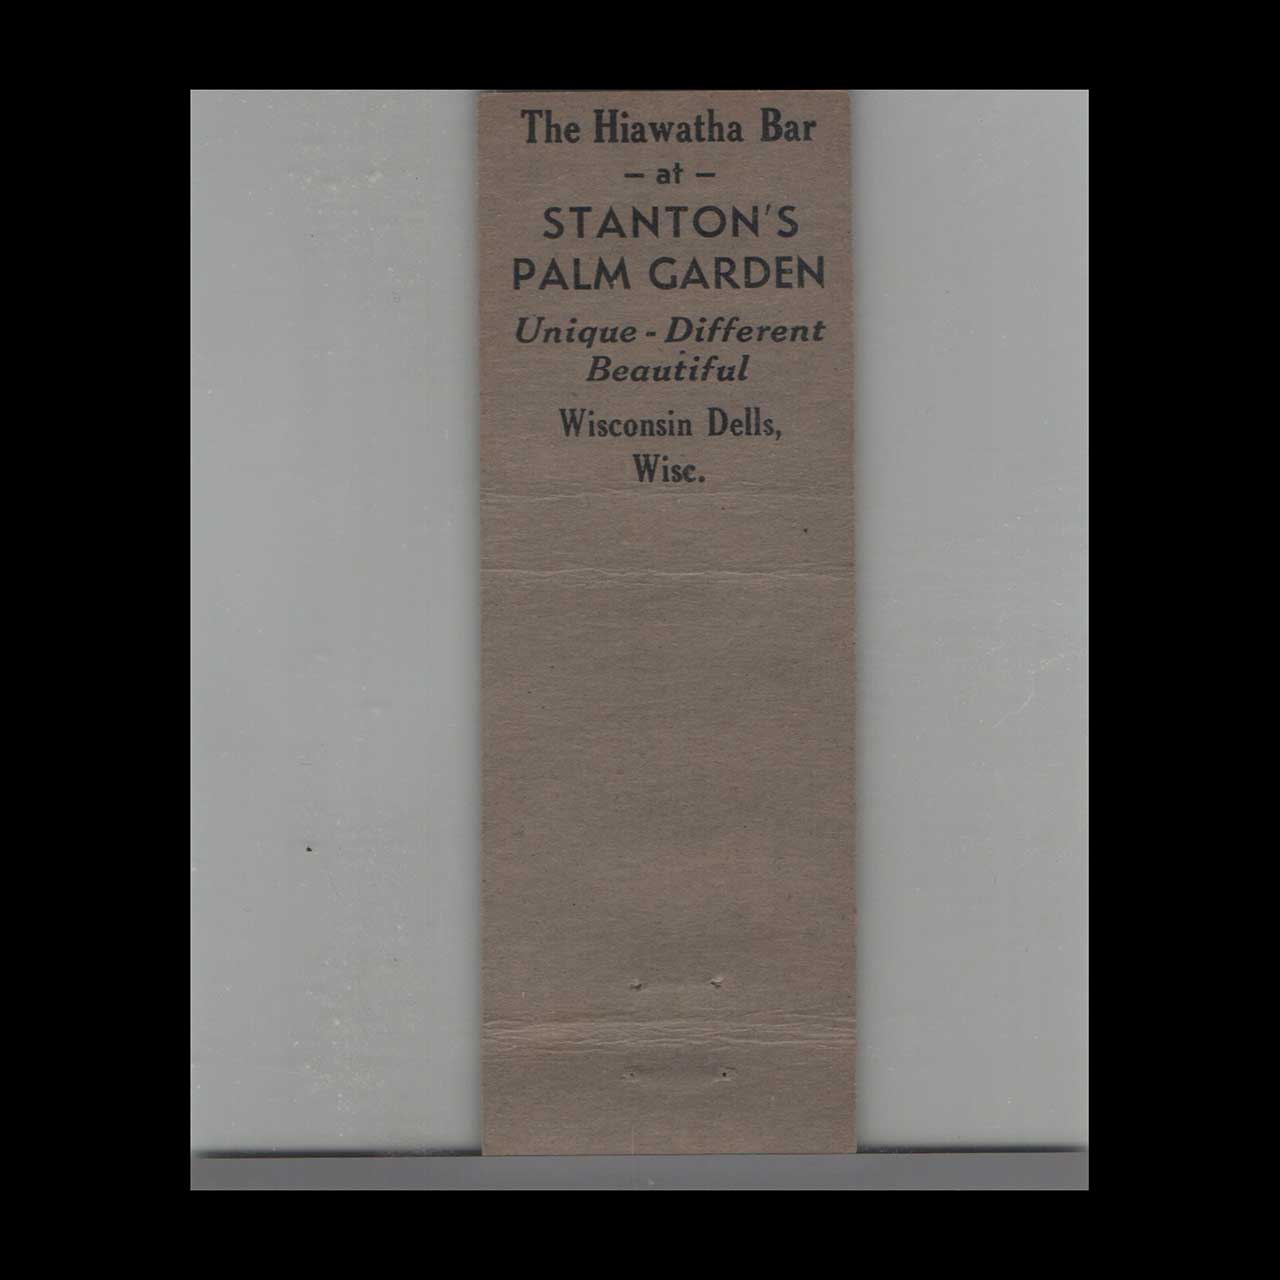 The Hiawatha Bar
– at –
STANTON'S
PALM GARDEN
Unique - Different
Beautiful
Wisconsin Dells,
Wisc.